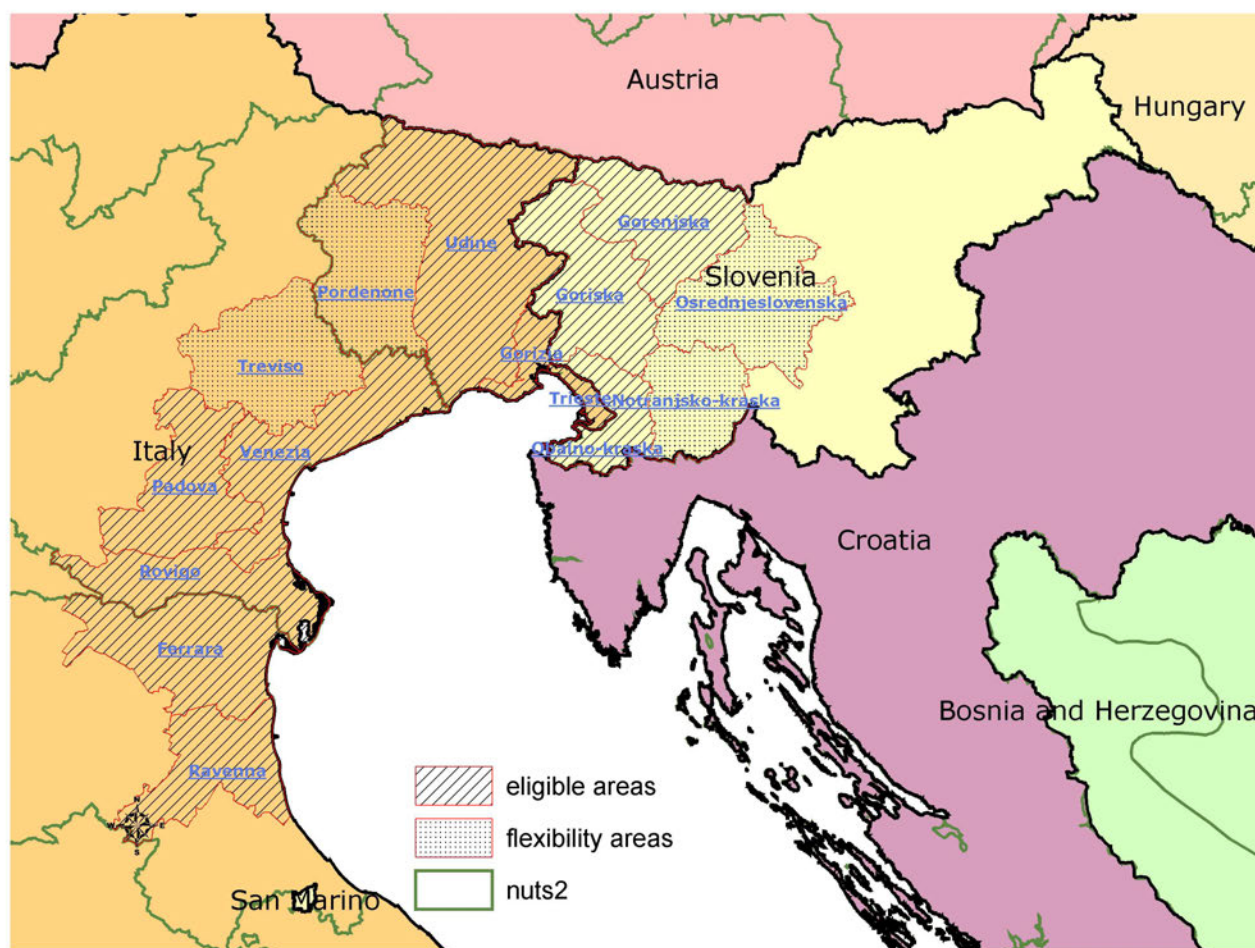 Austria
Hungary
Gorenjska
Udine
Slovenia
Pordenone
Goriška
Osrednjeslovenska
Gorizia
Treviso
Trieste
Notranjsko-kraska
Italy
Venezia
Obalno-kraska
Padova
Croatia
Rovigo
Ferrara
Bosnia and Herzegovina
Ravenna
eligible areas
flexibility areas
nuts2
N
W
E
S
San Marino